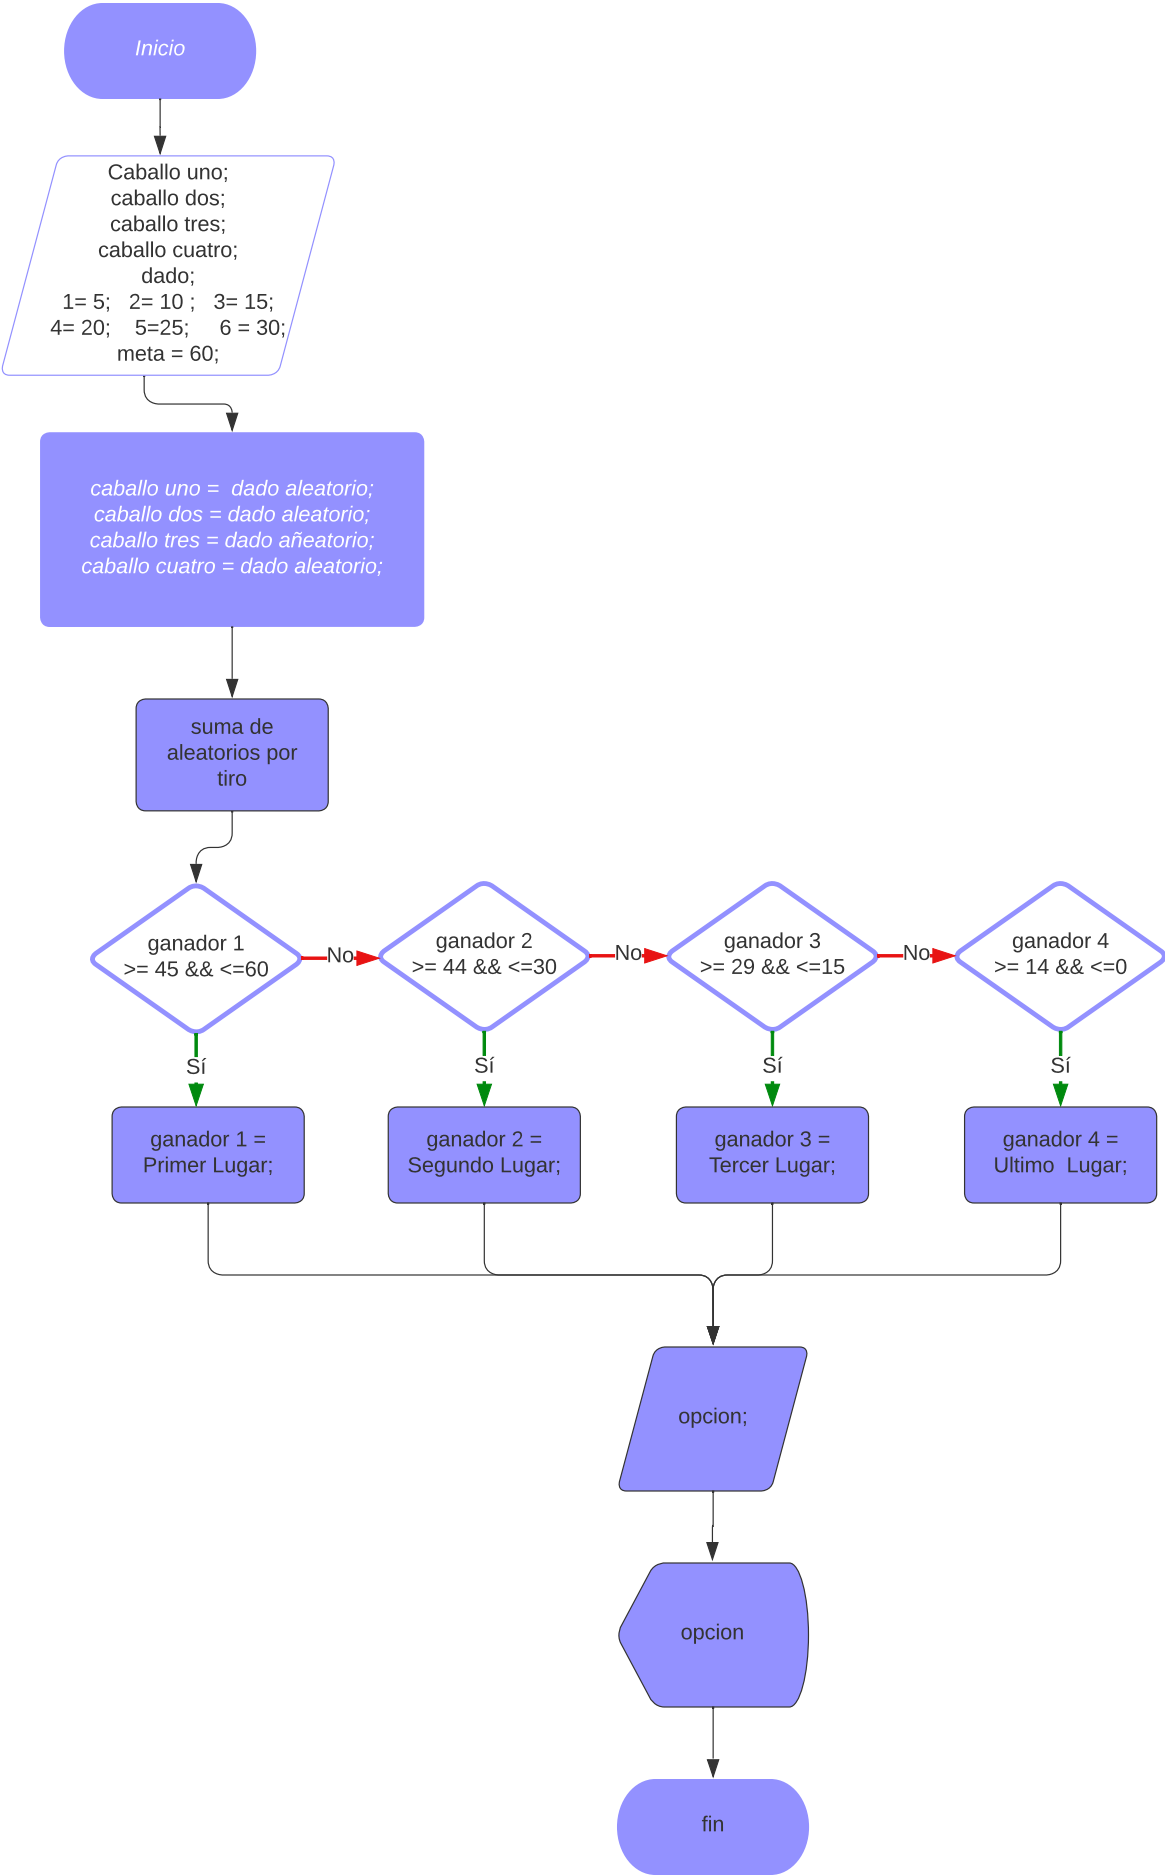 Inicio
Caballo uno;
caballo dos;
caballo tres;
caballo cuatro;
dado;
1= 5;   2= 10 ;   3= 15;
4= 20;    5=25;     6 = 30;
meta = 60;
caballo uno =  dado aleatorio;
caballo dos = dado aleatorio;
caballo tres = dado añeatorio;
caballo cuatro = dado aleatorio;
suma de
aleatorios por
tiro
ganador 1
>= 45 && <=60
No
ganador 2
>= 44 && <=30
No
ganador 3
>= 29 && <=15
No
ganador 4
>= 14 && <=0
Sí
Sí
Sí
Sí
ganador 1 =
Primer Lugar;
ganador 2 =
Segundo Lugar;
ganador 3 =
Tercer Lugar;
ganador 4 =
Ultimo  Lugar;
opcion;
opcion
fin